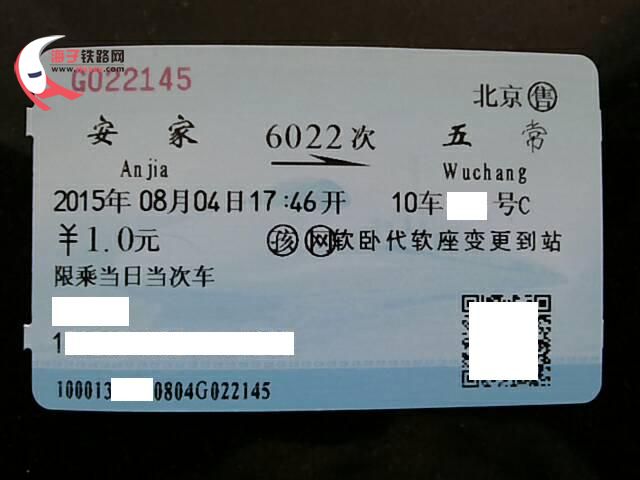 海子铁路网
G022145
北京售
安家 6022次 五常
Anjia Wuchang
2015年08月04日17:46开 10车 号C
¥1.0元 孩 网 软卧代软座变更到站
限乘当日当次车
1
100013 0804G022145